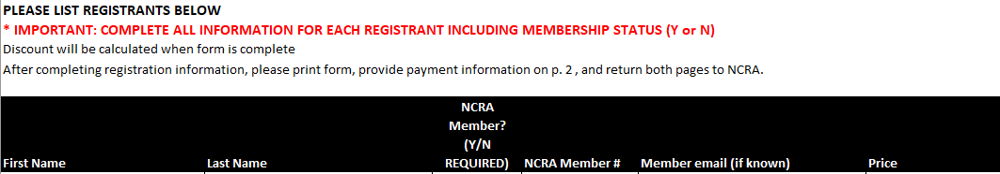 PLEASE LIST REGISTRANTS BELOW
* IMPORTANT: COMPLETE ALL INFORMATION FOR EACH REGISTRANT INCLUDING MEMBERSHIP STATUS (Y or N)
Discount will be calculated when form is complete
After completing registration information, please print form, provide payment information on p. 2 , and return both pages to NCRA.
NCRA
Member?
(Y/N
First Name Last Name REQUIRED) NCRA Member # Member email (if known) Price